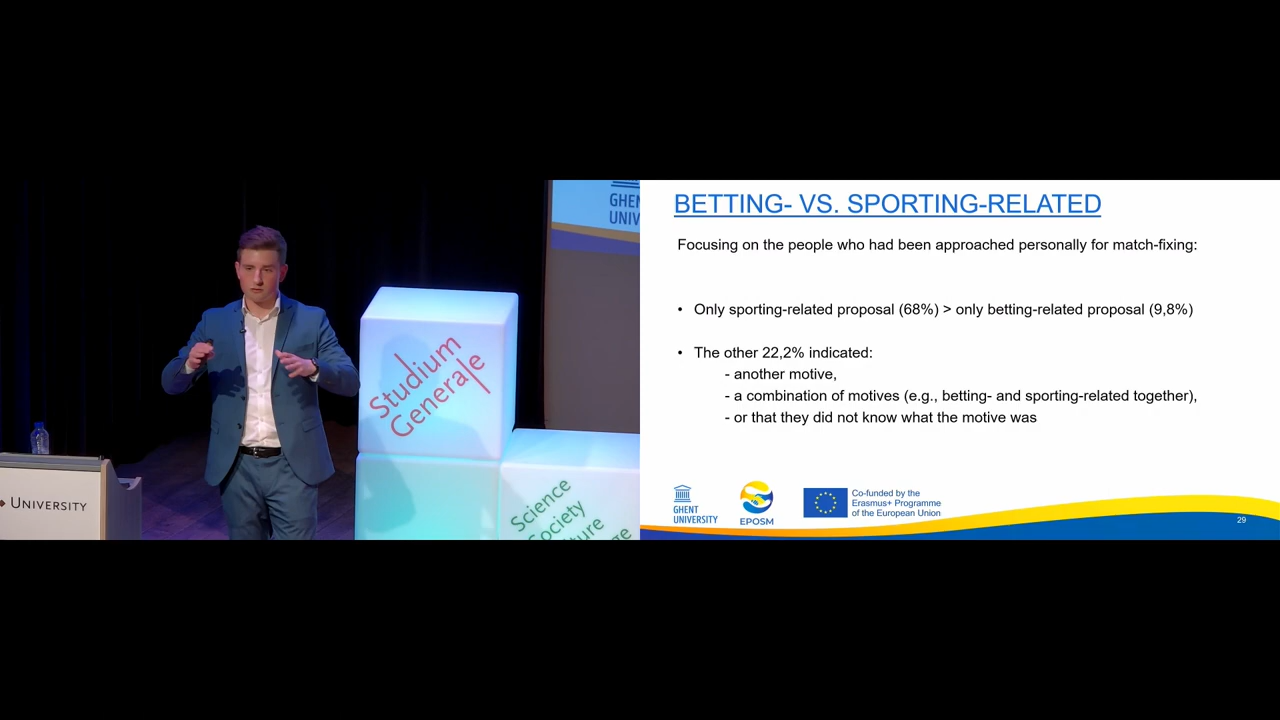 GHEN
UNIV
Studium
Generale
UNIVERSITY
Science
Society
ture
BETTING- VS. SPORTING-RELATED
Focusing on the people who had been approached personally for match-fixing:
• Only sporting-related proposal (68%) > only betting-related proposal (9,8%)
• The other 22,2% indicated:
- another motive,
- a combination of motives (e.g., betting- and sporting-related together),
- or that they did not know what the motive was
GHENT
UNIVERSITY
EPOSM
Co-funded by the
Erasmus+ Programme
of the European Union
29